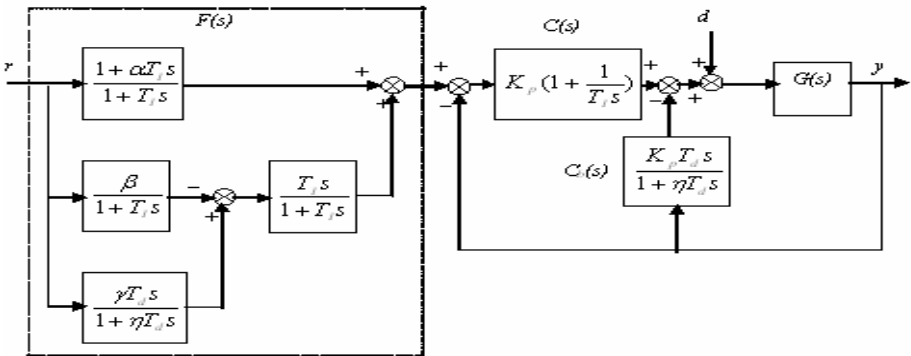 F(s)
r
1 + αT_i s / 1 + T_i s
+
+
β / 1 + T_i s
−
+
T_i s / 1 + T_i s
γT_d s / 1 + ηT_d s
+
−
C(s)
K_p (1 + 1 / T_i s)
+
−
d
+
+
G(s)
y
C_b(s)
K_p T_d s / 1 + ηT_d s